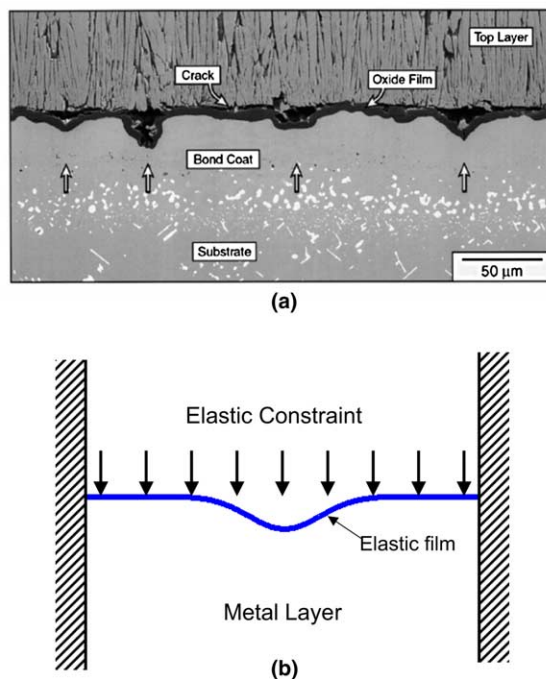 Top Layer
Crack
Oxide Film
Bond Coat
Substrate
50 μm
(a)
Elastic Constraint
Elastic film
Metal Layer
(b)